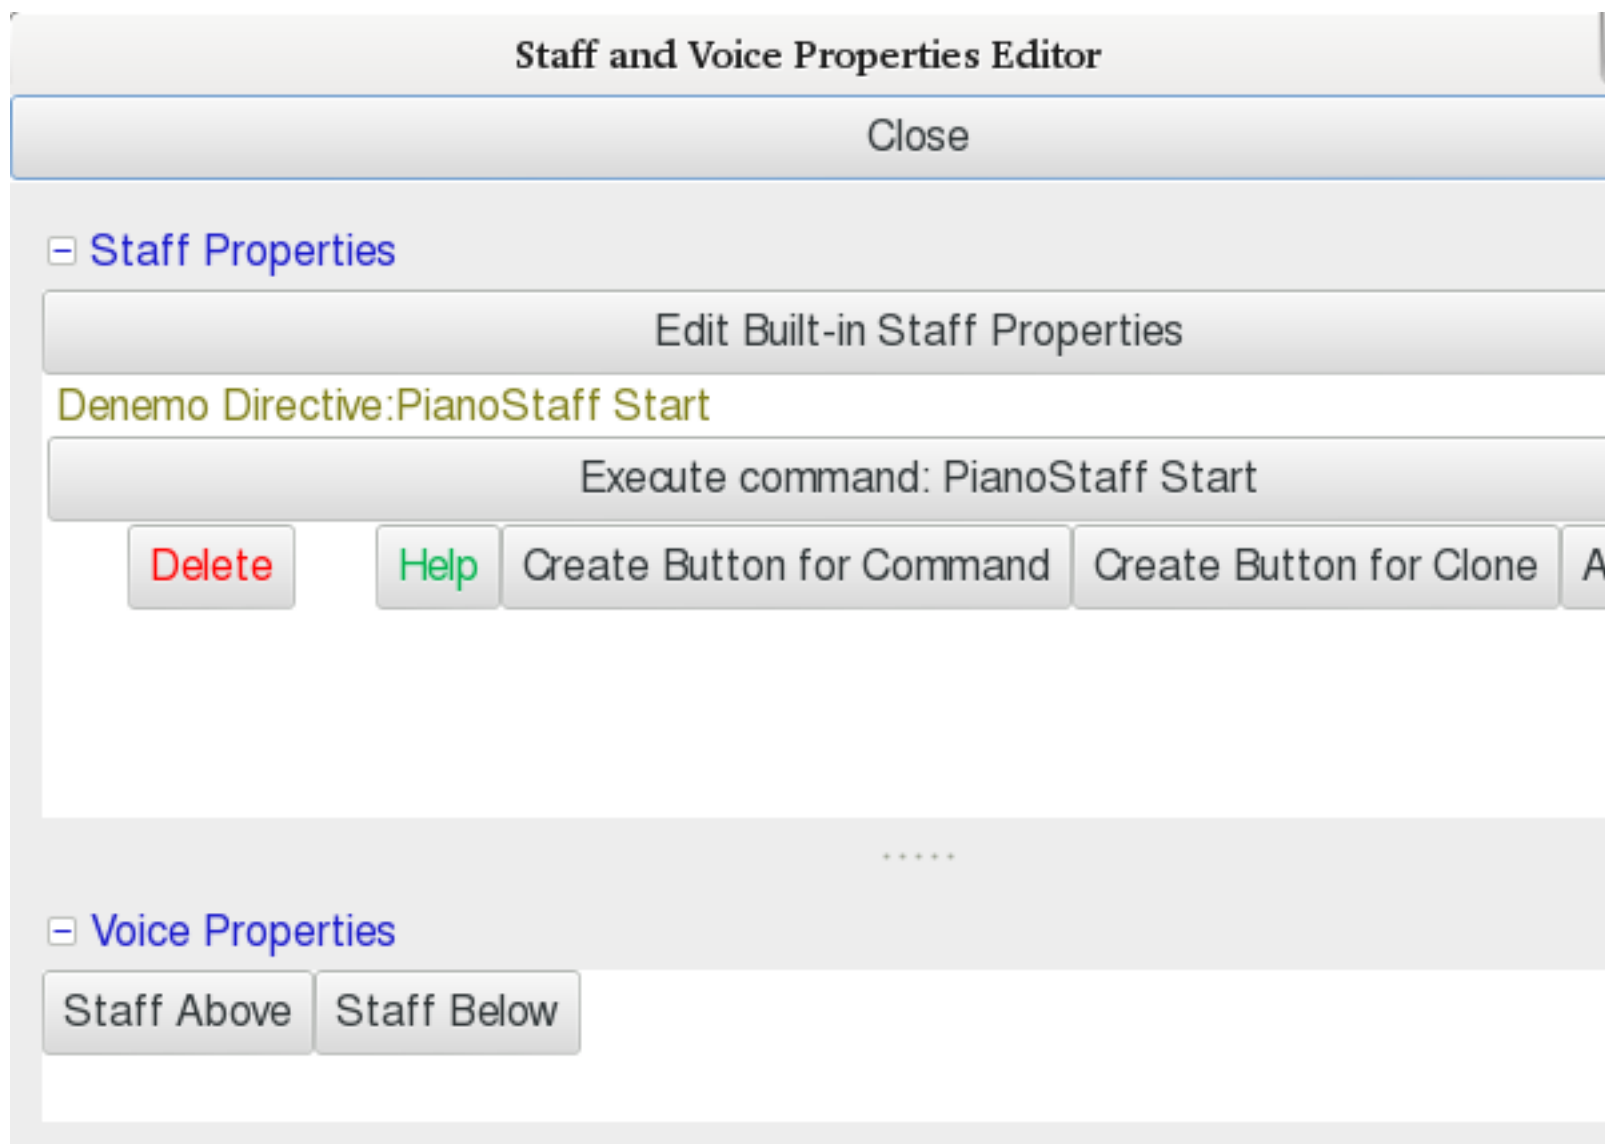 Staff and Voice Properties Editor
Close
Staff Properties
Edit Built-in Staff Properties
Denemo Directive:PianoStaff Start
Execute command: PianoStaff Start
Delete Help Create Button for Command Create Button for Clone A
Voice Properties
Staff Above Staff Below